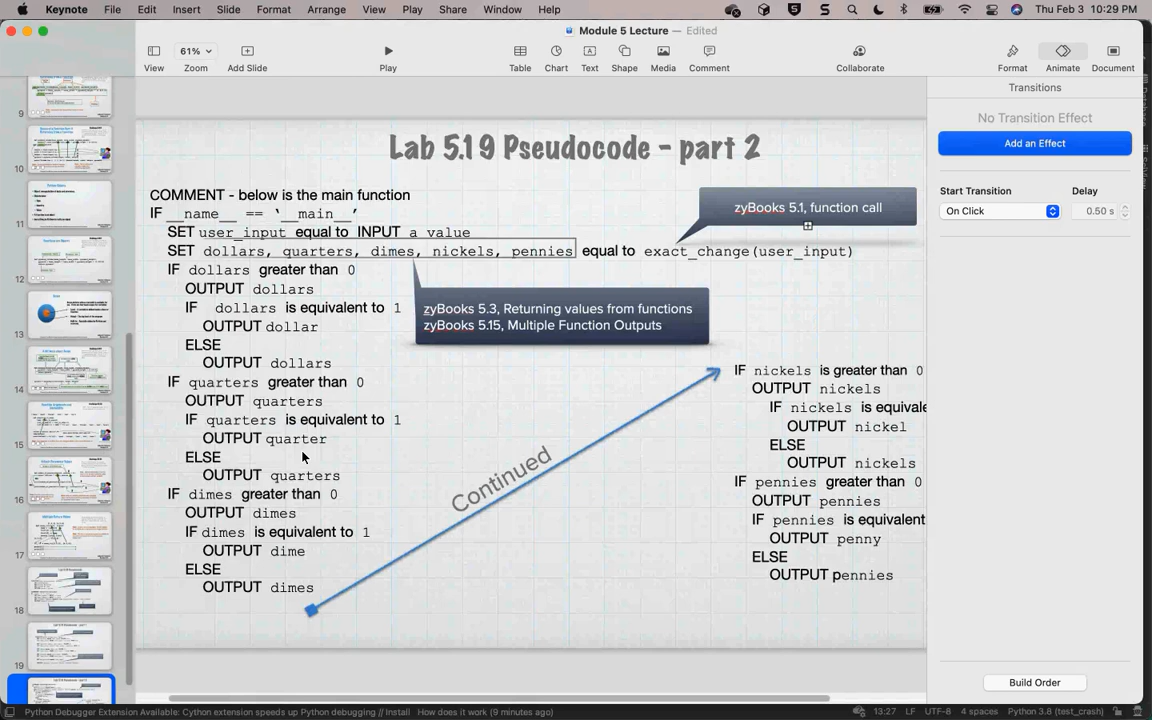 Keynote File Edit Insert Slide Format Arrange View Play Share Window Help Thu Feb 3 10:29 PM
Module 5 Lecture — Edited
61%
View Zoom Add Slide Play Table Chart Text Shape Media Comment Collaborate Format Animate Document
Transitions
No Transition Effect
Add an Effect
Start Transition Delay
On Click 0.50 s
Build Order
9
10
11
12
13
14
15
16
17
18
19
Lab 5.19 Pseudocode - part 2
COMMENT - below is the main function
IF __name__ == ‘__main__’
SET user_input equal to INPUT a value
SET dollars, quarters, dimes, nickels, pennies equal to exact_change(user_input)
IF dollars greater than 0
OUTPUT dollars
IF dollars is equivalent to 1
OUTPUT dollar
ELSE
OUTPUT dollars
IF quarters greater than 0
OUTPUT quarters
IF quarters is equivalent to 1
OUTPUT quarter
ELSE
OUTPUT quarters
IF dimes greater than 0
OUTPUT dimes
IF dimes is equivalent to 1
OUTPUT dime
ELSE
OUTPUT dimes
zyBooks 5.1, function call
zyBooks 5.3, Returning values from functions
zyBooks 5.15, Multiple Function Outputs
Continued
IF nickels is greater than 0
OUTPUT nickels
IF nickels is equivale
OUTPUT nickel
ELSE
OUTPUT nickels
IF pennies greater than 0
OUTPUT pennies
IF pennies is equivalent
OUTPUT penny
ELSE
OUTPUT pennies
Python Debugger Extension Available: Cython extension speeds up Python debugging // Install How does it work (9 minutes ago) 13:27 LF UTF-8 4 spaces Python 3.8 (test_crash)